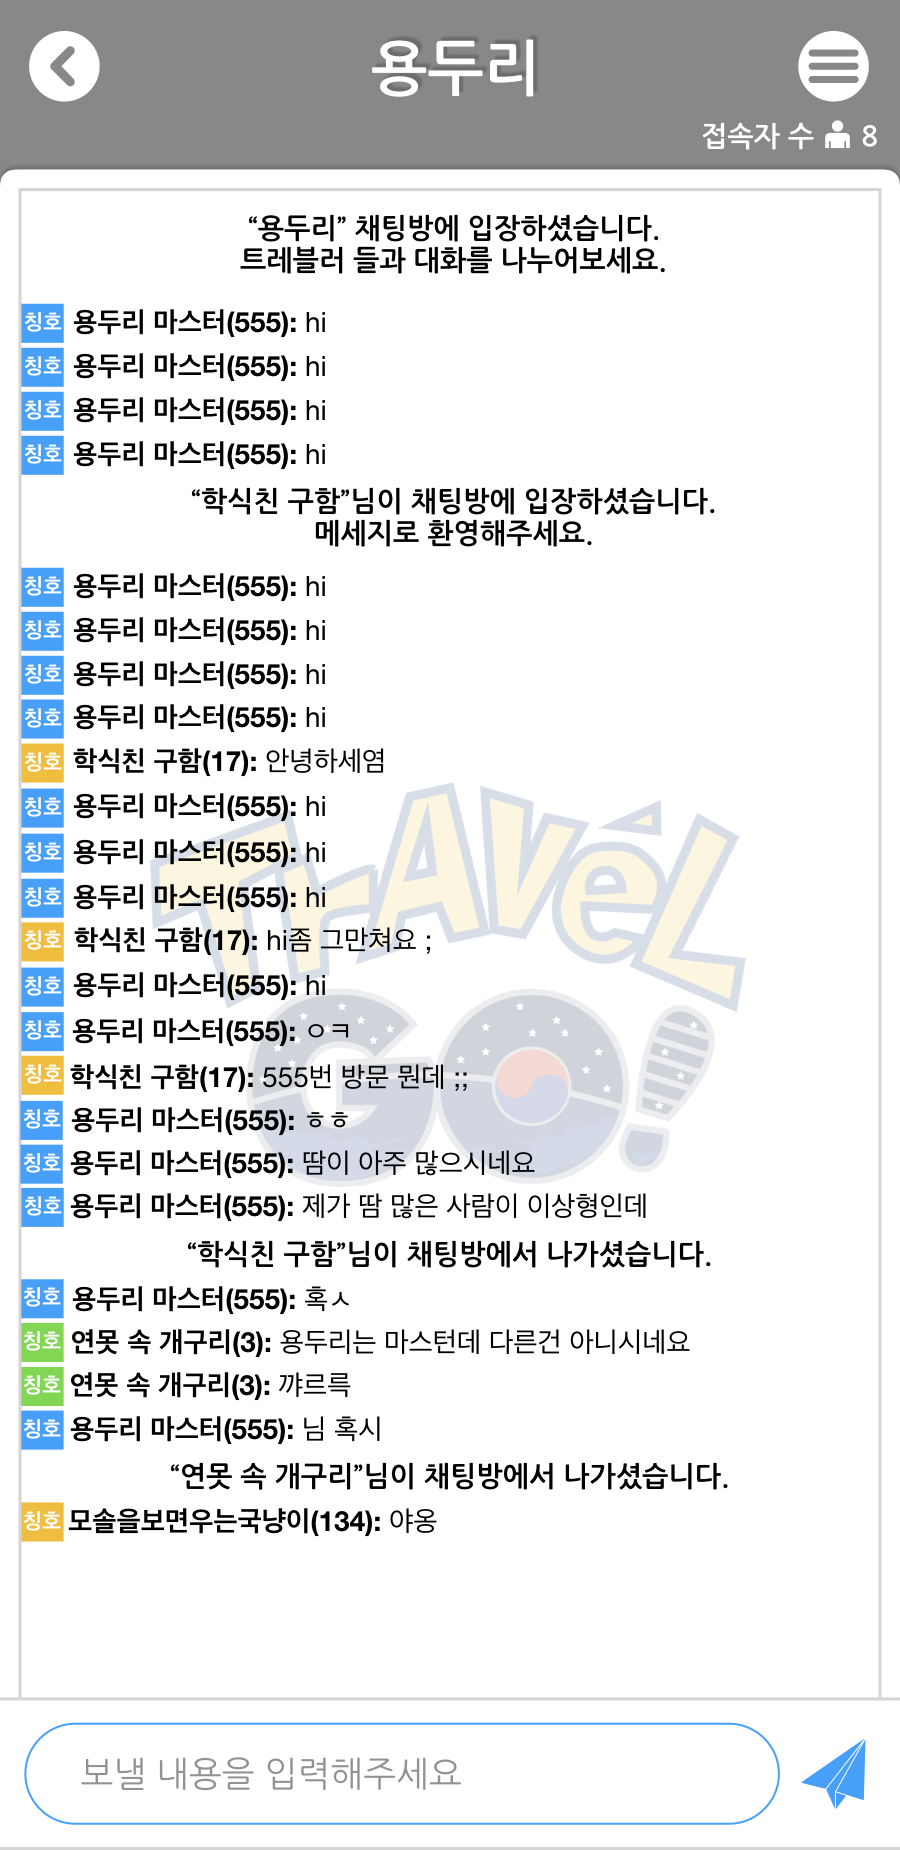 용두리
접속자 수 8
“용두리” 채팅방에 입장하셨습니다.
트레블러 들과 대화를 나누어보세요.
칭호 용두리 마스터(555): hi
칭호 용두리 마스터(555): hi
칭호 용두리 마스터(555): hi
칭호 용두리 마스터(555): hi
“학식친 구함”님이 채팅방에 입장하셨습니다.
메세지로 환영해주세요.
칭호 용두리 마스터(555): hi
칭호 용두리 마스터(555): hi
칭호 용두리 마스터(555): hi
칭호 용두리 마스터(555): hi
칭호 학식친 구함(17): 안녕하세염
칭호 용두리 마스터(555): hi
칭호 용두리 마스터(555): hi
칭호 용두리 마스터(555): hi
칭호 학식친 구함(17): hi좀 그만쳐요 ;
칭호 용두리 마스터(555): hi
칭호 용두리 마스터(555): ㅇㅋ
칭호 학식친 구함(17): 555번 방문 뭔데 ;;
칭호 용두리 마스터(555): ㅎㅎ
칭호 용두리 마스터(555): 땀이 아주 많으시네요
칭호 용두리 마스터(555): 제가 땀 많은 사람이 이상형인데
“학식친 구함”님이 채팅방에서 나가셨습니다.
칭호 용두리 마스터(555): 혹ㅅ
칭호 연못 속 개구리(3): 용두리는 마스턴데 다른건 아니시네요
칭호 연못 속 개구리(3): 꺄르륵
칭호 용두리 마스터(555): 님 혹시
“연못 속 개구리”님이 채팅방에서 나가셨습니다.
칭호 모솔을보면우는국냥이(134): 야옹
TrAVéL
GO!
보낼 내용을 입력해주세요